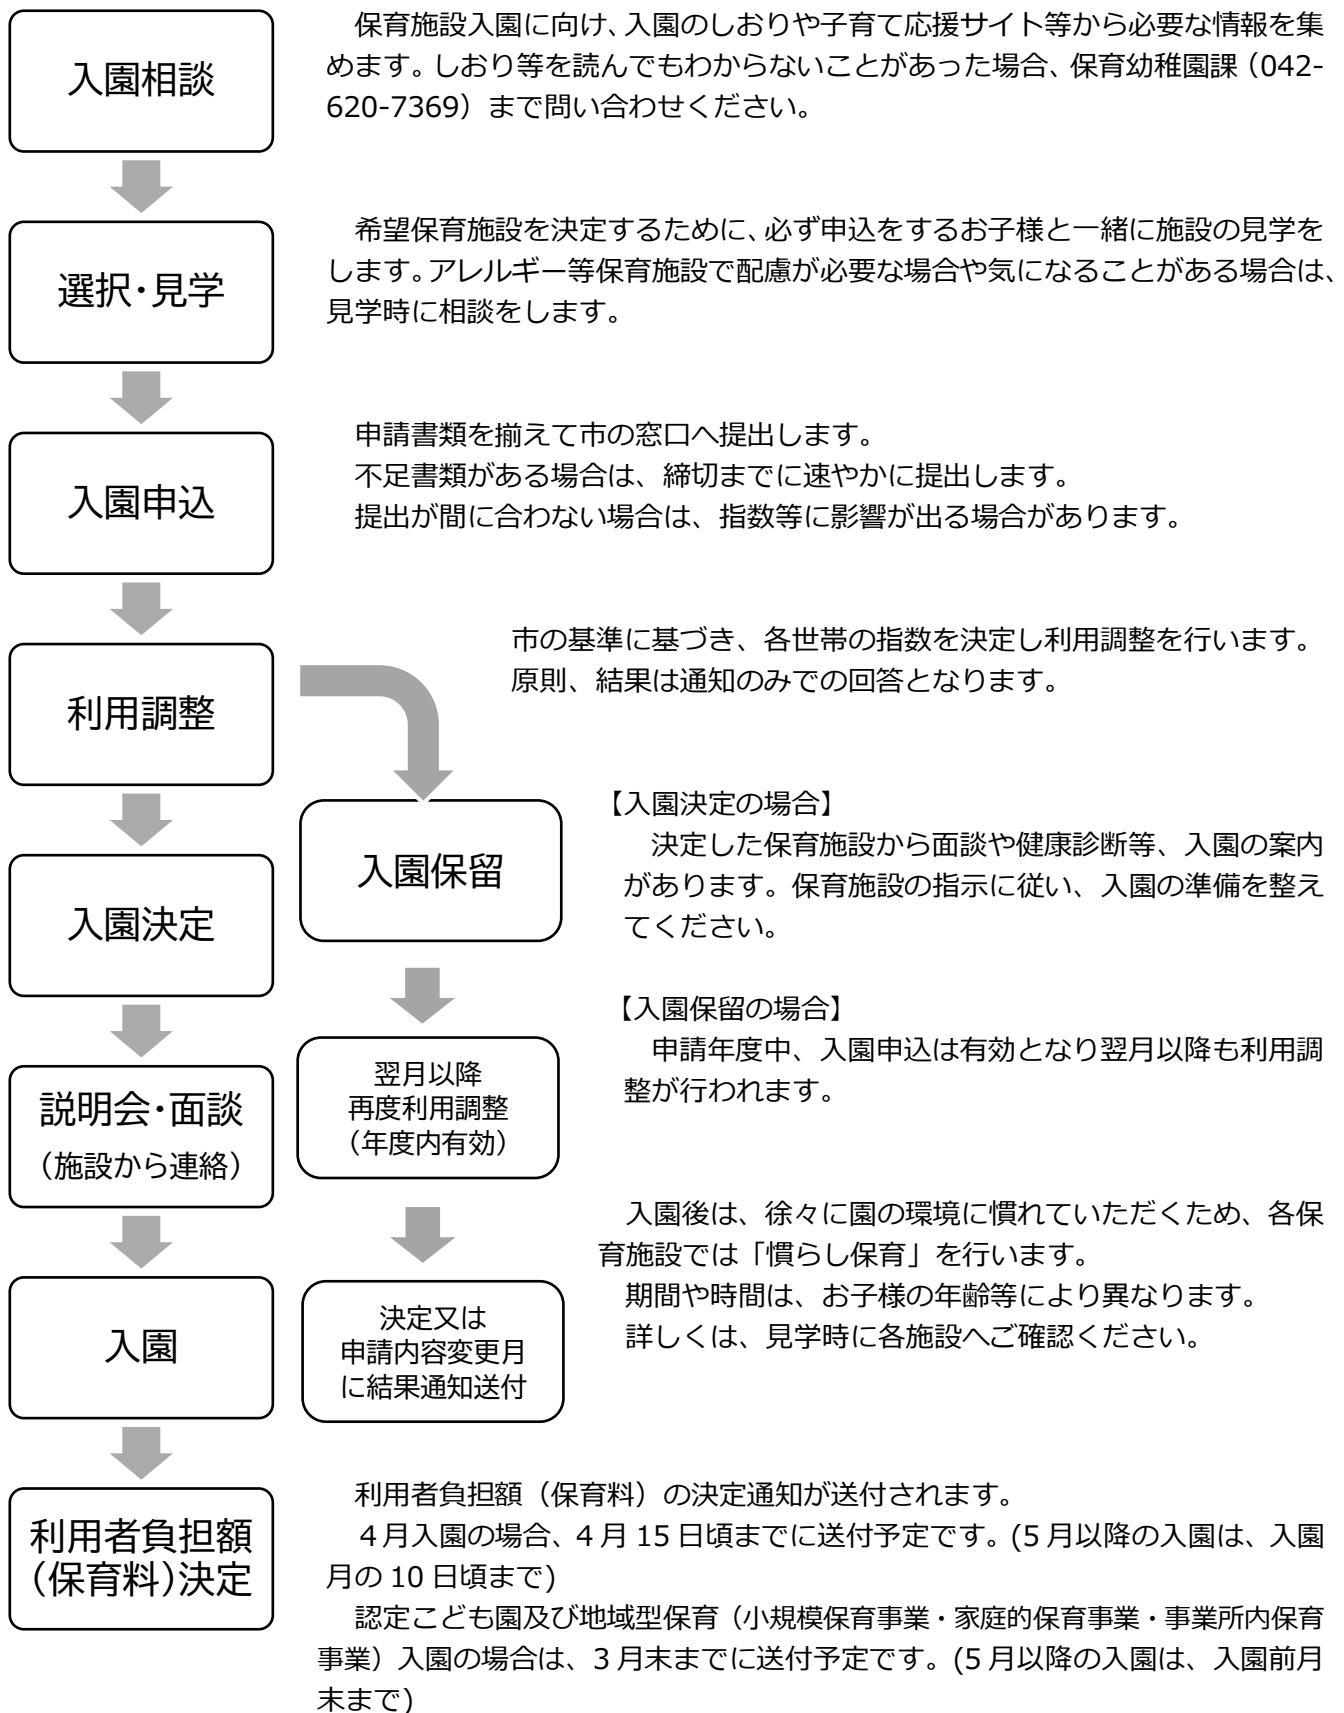 入園相談
　保育施設入園に向け、入園のしおりや子育て応援サイト等から必要な情報を集
めます。しおり等を読んでもわからないことがあった場合、保育幼稚園課（042-
620-7369）まで問い合わせください。
選択・見学
　希望保育施設を決定するために、必ず申込をするお子様と一緒に施設の見学を
します。アレルギー等保育施設で配慮が必要な場合や気になることがある場合は、
見学時に相談をします。
入園申込
　申請書類を揃えて市の窓口へ提出します。
　不足書類がある場合は、締切までに速やかに提出します。
　提出が間に合わない場合は、指数等に影響が出る場合があります。
利用調整
市の基準に基づき、各世帯の指数を決定し利用調整を行います。
原則、結果は通知のみでの回答となります。
入園決定
入園保留
【入園決定の場合】
　決定した保育施設から面談や健康診断等、入園の案内
があります。保育施設の指示に従い、入園の準備を整え
てください。
【入園保留の場合】
　申請年度中、入園申込は有効となり翌月以降も利用調
整が行われます。
説明会・面談
（施設から連絡）
翌月以降
再度利用調整
（年度内有効）
入園
決定又は
申請内容変更月
に結果通知送付
　入園後は、徐々に園の環境に慣れていただくため、各保
育施設では「慣らし保育」を行います。
　期間や時間は、お子様の年齢等により異なります。
　詳しくは、見学時に各施設へご確認ください。
利用者負担額
（保育料）決定
　利用者負担額（保育料）の決定通知が送付されます。
　４月入園の場合、４月 15 日頃までに送付予定です。(５月以降の入園は、入園
月の 10 日頃まで)
　認定こども園及び地域型保育（小規模保育事業・家庭的保育事業・事業所内保育
事業）入園の場合は、３月末までに送付予定です。(５月以降の入園は、入園前月
末まで)